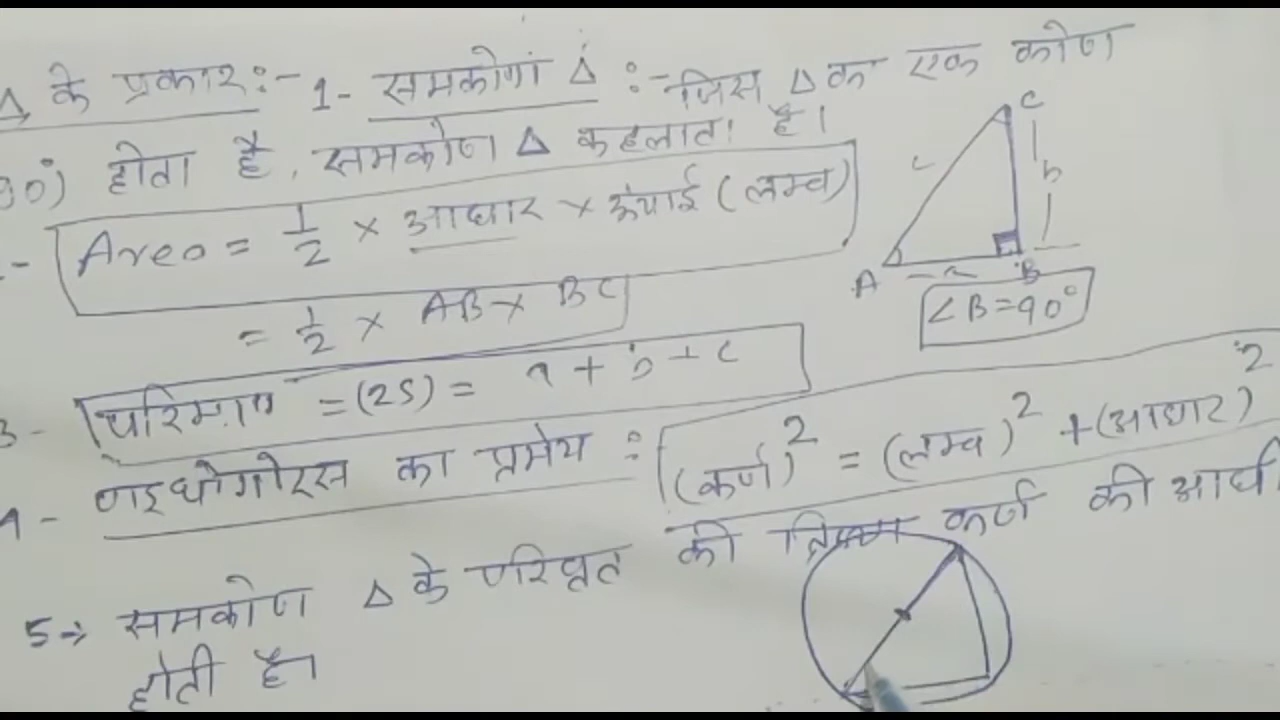 Δ के प्रकार:- 1- समकोण Δ :- जिस Δ का एक कोण
90°) होता है, समकोण Δ कहलाता है।
Area = 1/2 × आधार × ऊंचाई (लम्ब)
= 1/2 × AB × BC
3- परिमाप = (2S) = a + b + c
4- पाइथोगोरस का प्रमेय : (कर्ण)² = (लम्ब)² + (आधार)²
5→ समकोण Δ के परिवृत की त्रिज्या कर्ण की आधी
होती है।
C
c
b
A
a
B
∠B=90°